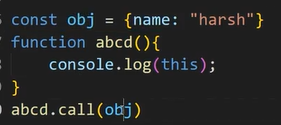 const obj = {name: "harsh"}
function abcd(){
    console.log(this);
}
abcd.call(obj)